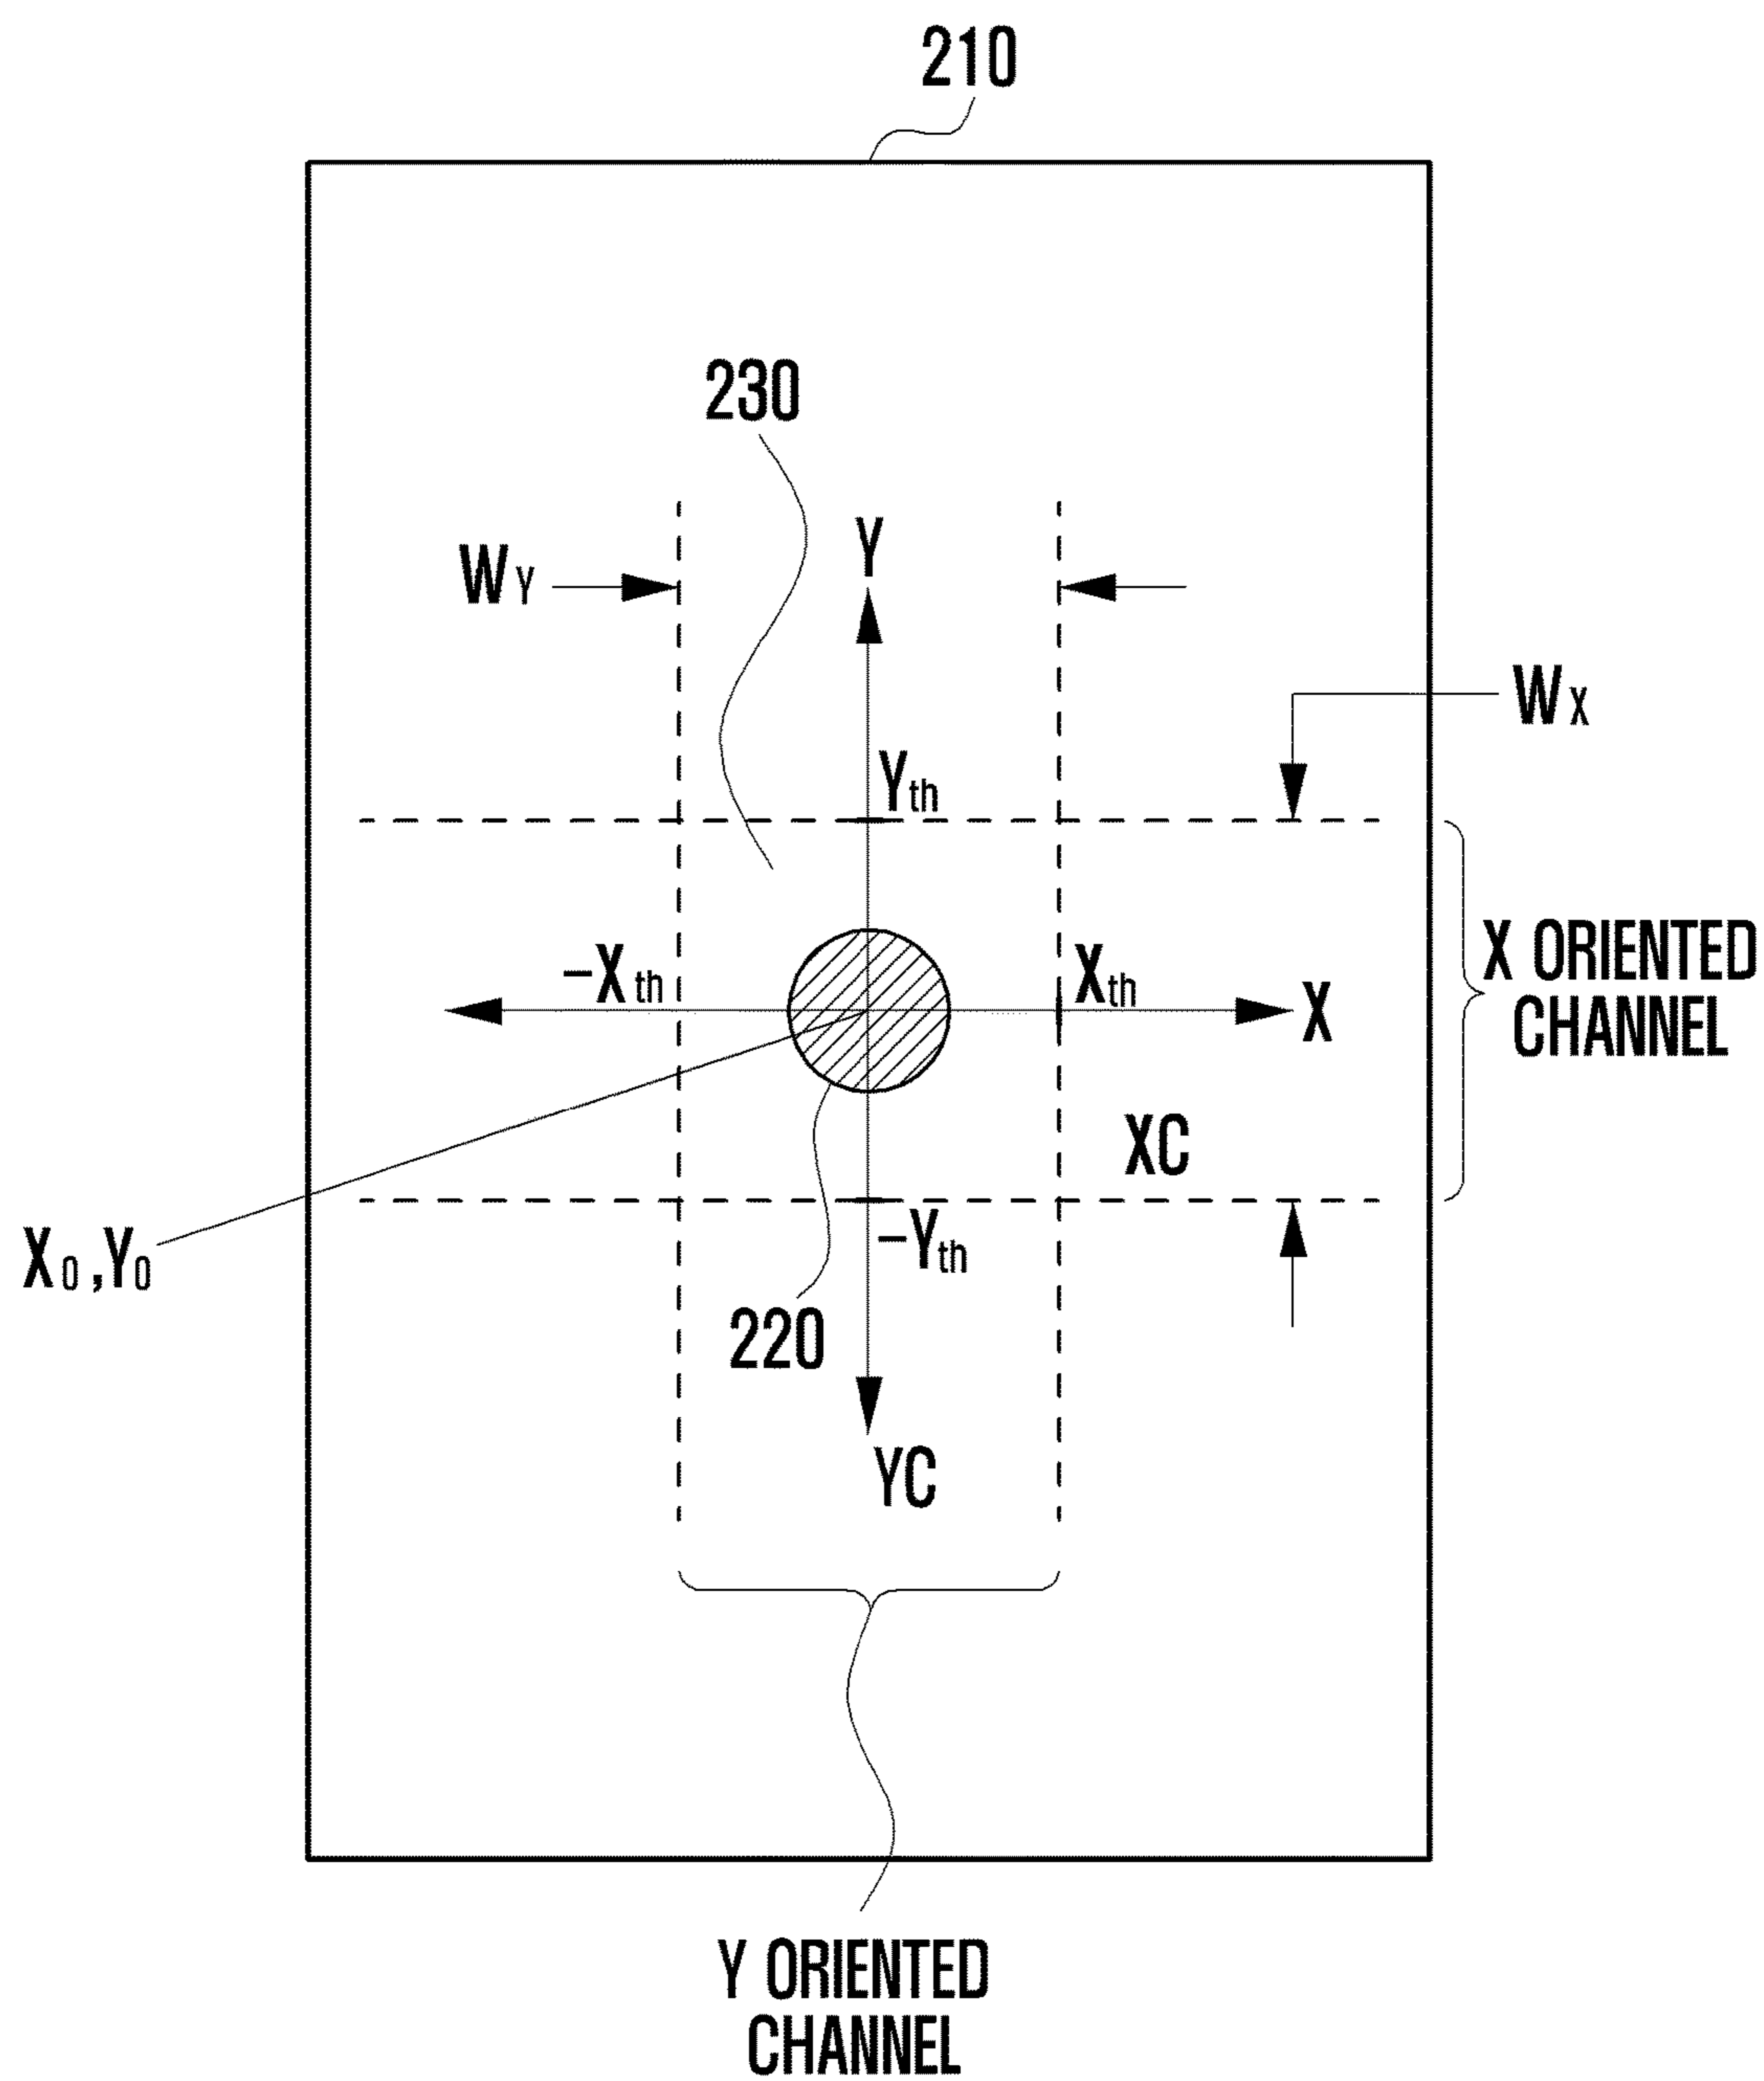 210
230
Y
WY
WX
Yth
-Xth
Xth
X
X ORIENTED
CHANNEL
XC
X0,Y0
-Yth
220
YC
Y ORIENTED
CHANNEL